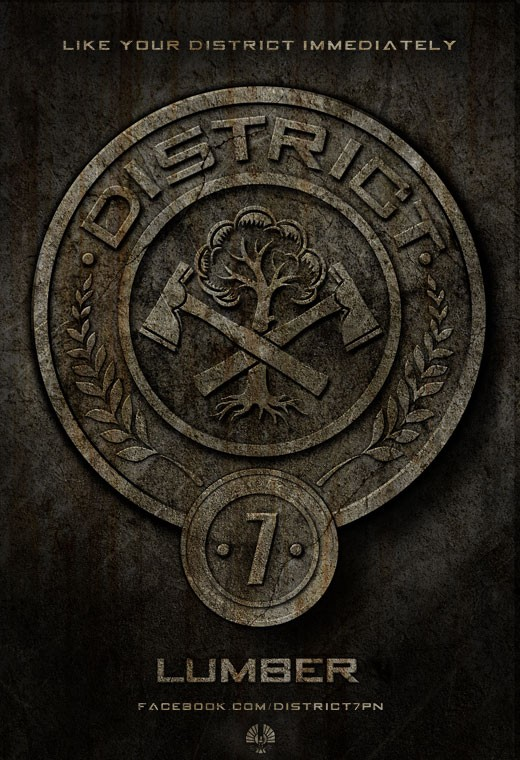 LIKE YOUR DISTRICT IMMEDIATELY
DISTRICT
7
LUMBER
FACEBOOK.COM/DISTRICT7PN